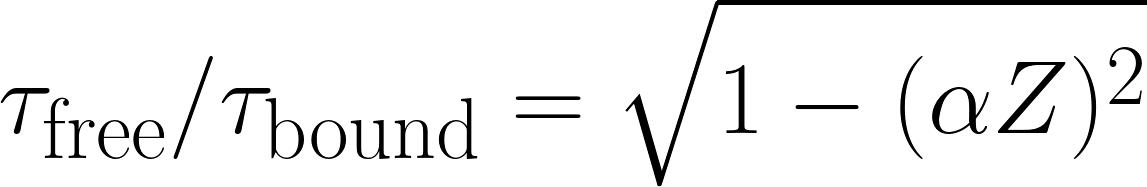 τ_free/τ_bound = √(1 − (αZ)²)